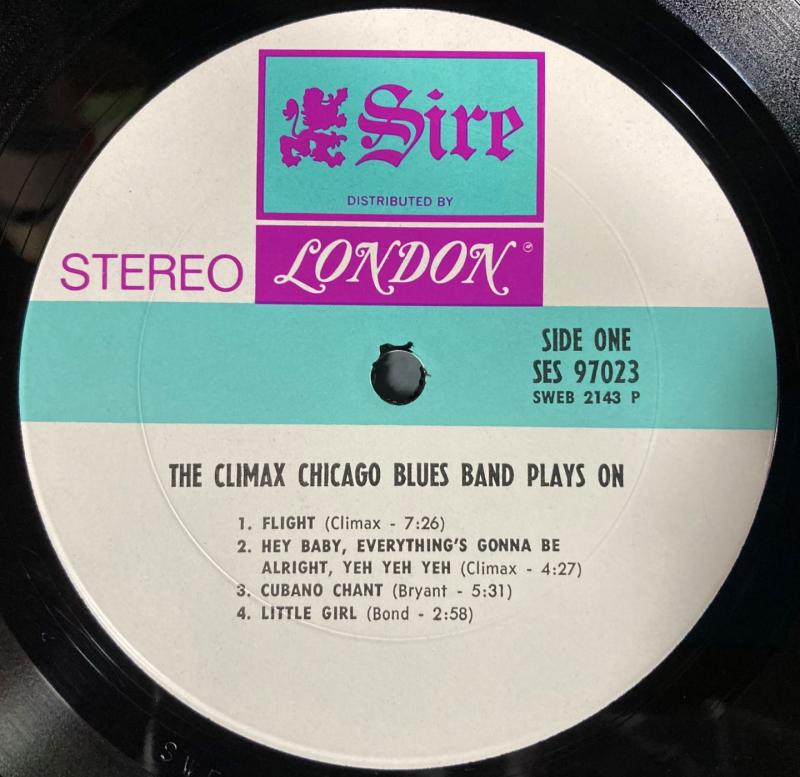 Sire
DISTRIBUTED BY
LONDON
STEREO
SIDE ONE
SES 97023
SWEB 2143 P
THE CLIMAX CHICAGO BLUES BAND PLAYS ON
1. FLIGHT (Climax - 7:26)
2. HEY BABY, EVERYTHING'S GONNA BE
ALRIGHT, YEH YEH YEH (Climax - 4:27)
3. CUBANO CHANT (Bryant - 5:31)
4. LITTLE GIRL (Bond - 2:58)